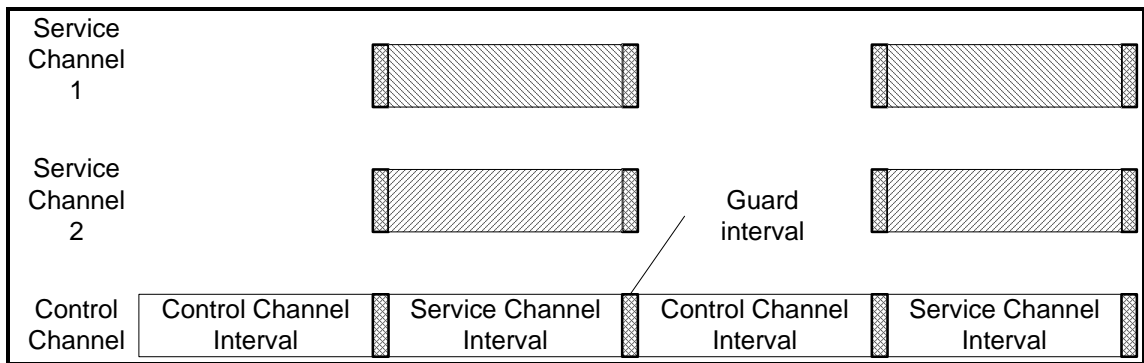 Service
Channel
1
Service
Channel
2
Guard
interval
Control
Channel
Control Channel
Interval
Service Channel
Interval
Control Channel
Interval
Service Channel
Interval